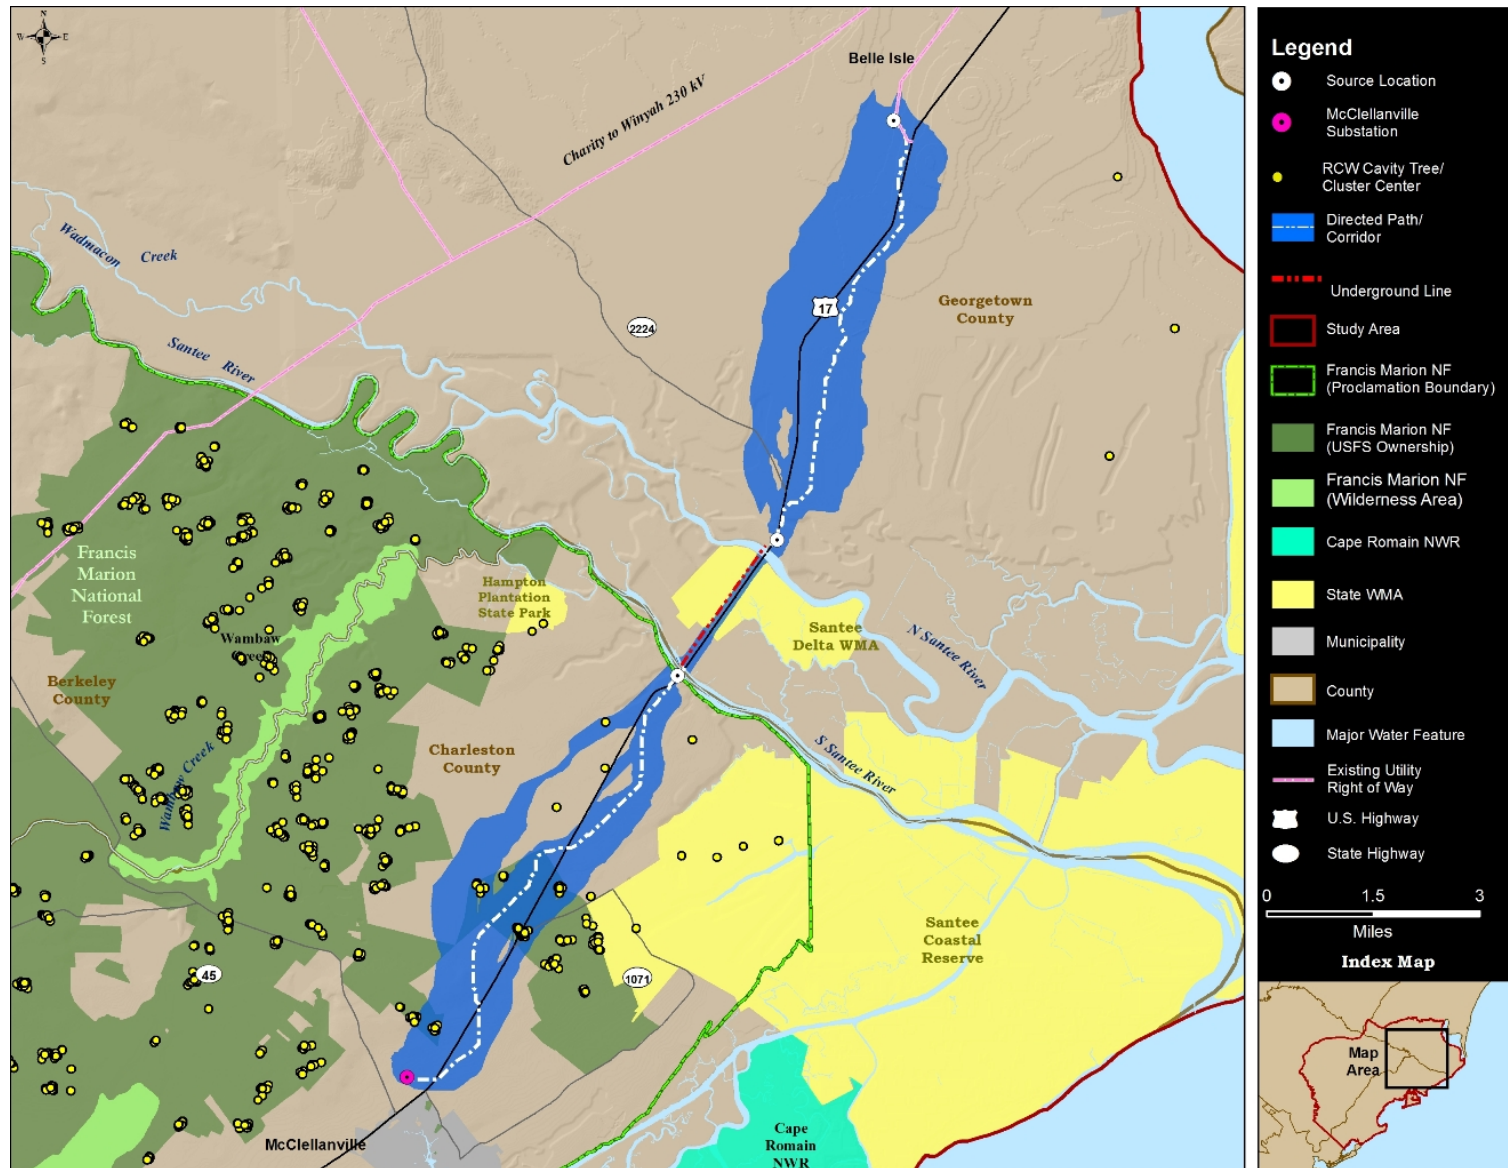 N
W E
S
Belle Isle
Charity to Winyah 230 kV
Wadmacon Creek
Santee River
2224
17
Georgetown
County
Francis
Marion
National
Forest
Hampton
Plantation
State Park
Wambaw
Creek
Santee
Delta WMA
N Santee River
Berkeley
County
Charleston
County
S Santee River
Wambaw Creek
Santee
Coastal
Reserve
45
1071
McClellanville
Cape
Romain
NWR
Legend
Source Location
McClellanville
Substation
RCW Cavity Tree/
Cluster Center
Directed Path/
Corridor
Underground Line
Study Area
Francis Marion NF
(Proclamation Boundary)
Francis Marion NF
(USFS Ownership)
Francis Marion NF
(Wilderness Area)
Cape Romain NWR
State WMA
Municipality
County
Major Water Feature
Existing Utility
Right of Way
U.S. Highway
State Highway
0 1.5 3
Miles
Index Map
Map
Area